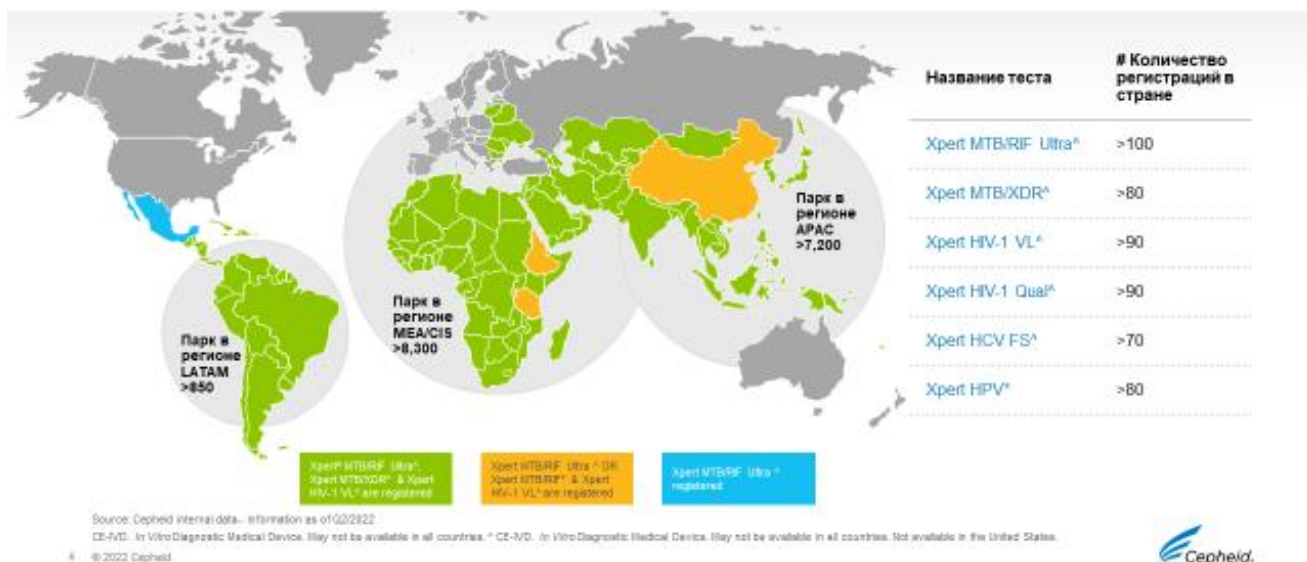 Название теста
# Количество
регистраций в
стране
Xpert MTB/RIF Ultra^
>100
Xpert MTB/XDR^
>80
Xpert HIV-1 VL^
>90
Xpert HIV-1 Qual^
>90
Xpert HCV FS^
>70
Xpert HPV*
>80
Парк в
регионе
LATAM
>850
Парк в
регионе
MEA/CIS
>8,300
Парк в
регионе
APAC
>7,200
Xpert® MTB/RIF Ultra^,
Xpert MTB/XDR^ & Xpert
HIV-1 VL^ are registered
Xpert MTB/RIF Ultra ^ OR
Xpert MTB/RIF* & Xpert
HIV-1 VL^ are registered
Xpert MTB/RIF Ultra ^
registered
Source: Cepheid internal data– Information as of Q2/2022.
CE-IVD. In Vitro Diagnostic Medical Device. May not be available in all countries. ^ CE-IVD. In Vitro Diagnostic Medical Device. May not be available in all countries. Not available in the United States.
4 © 2022 Cepheid.
Cepheid.